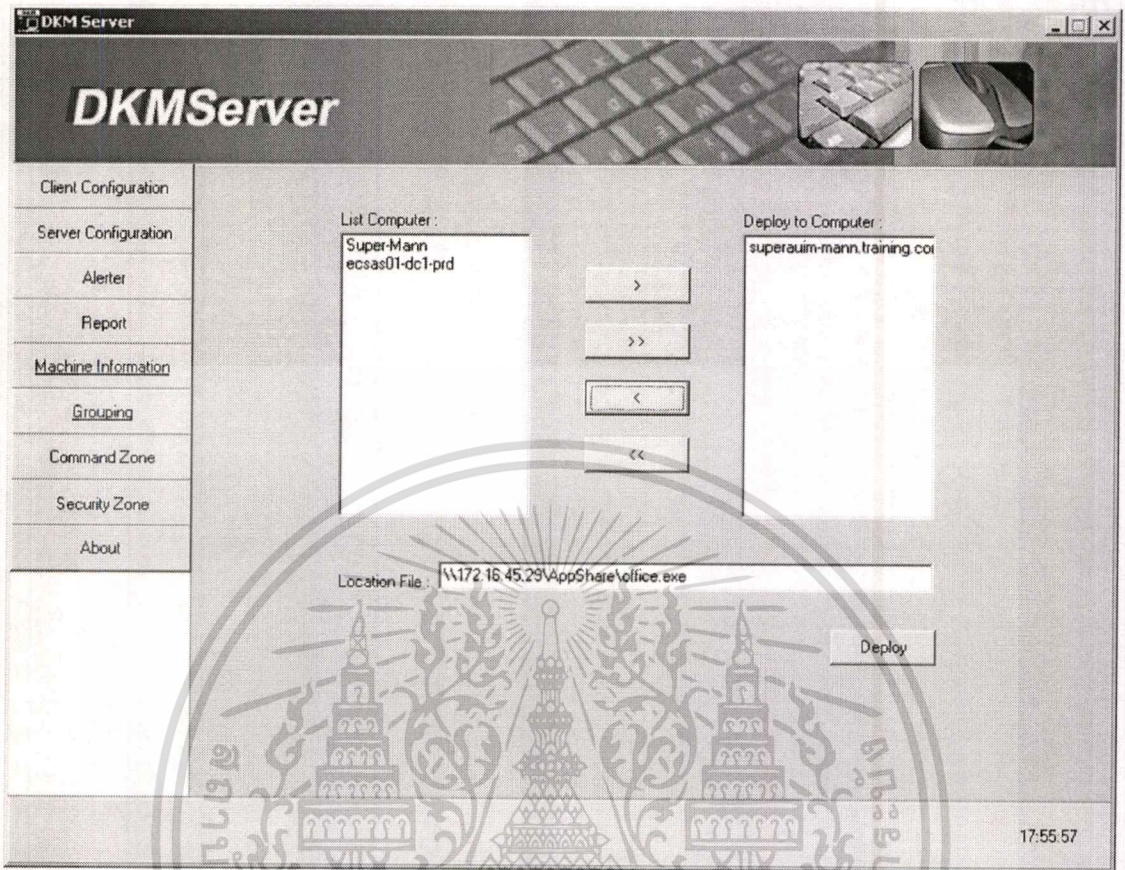 DKM Server
DKMServer
Client Configuration
Server Configuration
Alerter
Report
Machine Information
Grouping
Command Zone
Security Zone
About
List Computer :
Super-Mann
ecsas01-dc1-prd
>
>>
<
<<
Deploy to Computer :
superauim-mann.training.co
Location File :
\\172.16.45.29\AppShare\office.exe
Deploy
17:55:57